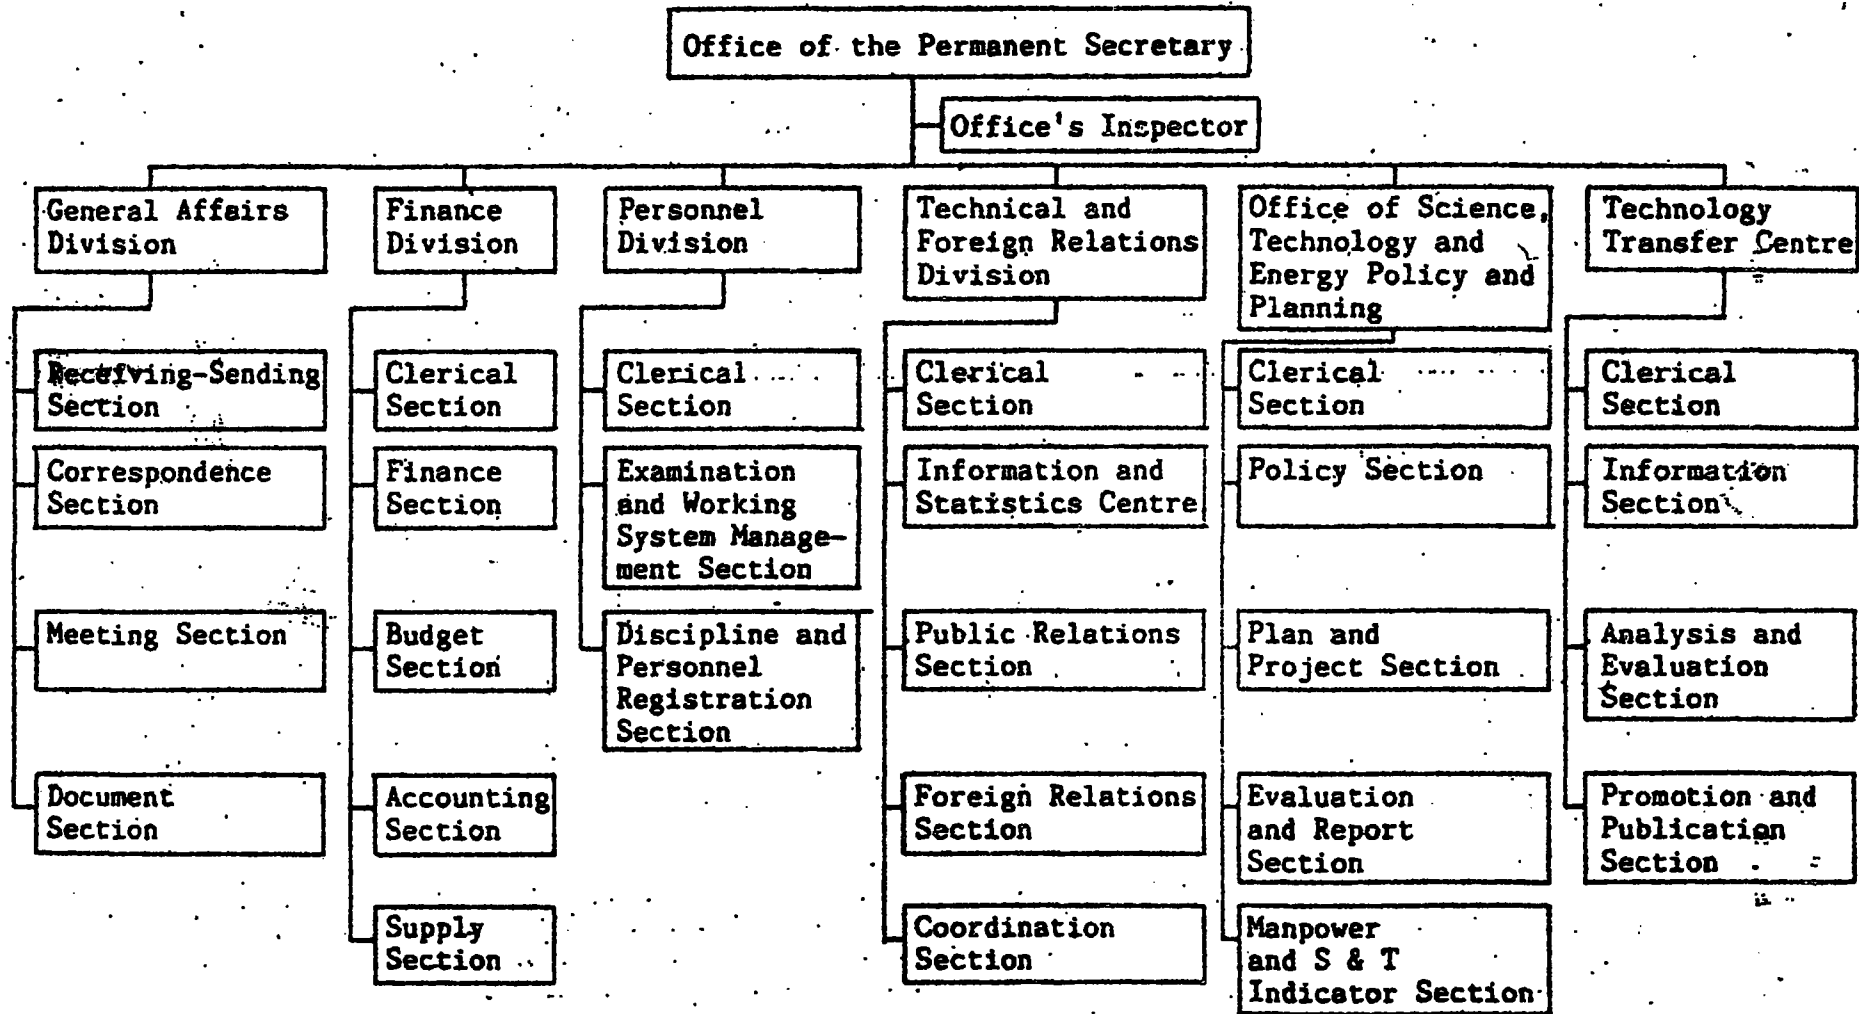 Office of the Permanent Secretary
Office's Inspector
General Affairs
Division
Finance
Division
Personnel
Division
Technical and
Foreign Relations
Division
Office of Science,
Technology and
Energy Policy and
Planning
Technology
Transfer Centre
Receiving-Sending
Section
Correspondence
Section
Meeting Section
Document
Section
Clerical
Section
Finance
Section
Budget
Section
Accounting
Section
Supply
Section
Clerical
Section
Examination
and Working
System Manage-
ment Section
Discipline and
Personnel
Registration
Section
Clerical
Section
Information and
Statistics Centre
Public Relations
Section
Foreign Relations
Section
Coordination
Section
Clerical
Section
Policy Section
Plan and
Project Section
Evaluation
and Report
Section
Manpower
and S & T
Indicator Section
Clerical
Section
Information
Section
Analysis and
Evaluation
Section
Promotion and
Publication
Section